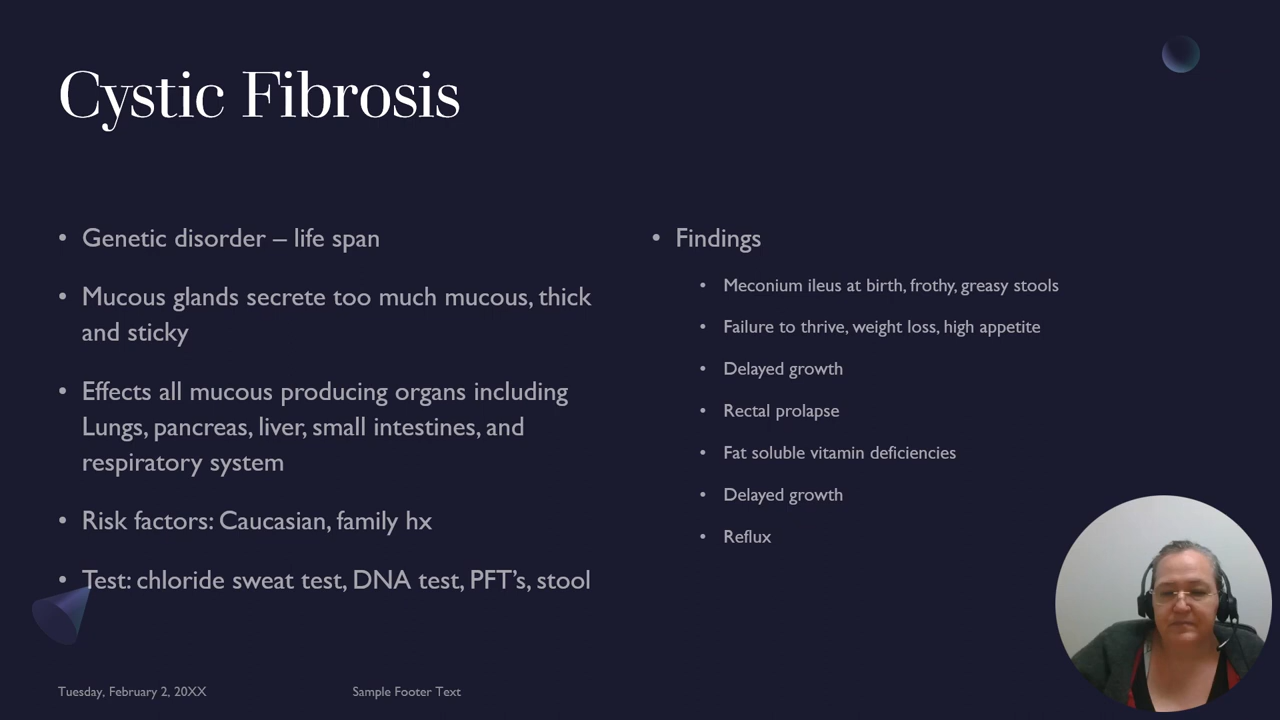 Cystic Fibrosis
• Genetic disorder – life span
• Mucous glands secrete too much mucous, thick
and sticky
• Effects all mucous producing organs including
Lungs, pancreas, liver, small intestines, and
respiratory system
• Risk factors: Caucasian, family hx
• Test: chloride sweat test, DNA test, PFT’s, stool
• Findings
• Meconium ileus at birth, frothy, greasy stools
• Failure to thrive, weight loss, high appetite
• Delayed growth
• Rectal prolapse
• Fat soluble vitamin deficiencies
• Delayed growth
• Reflux
Tuesday, February 2, 20XX
Sample Footer Text